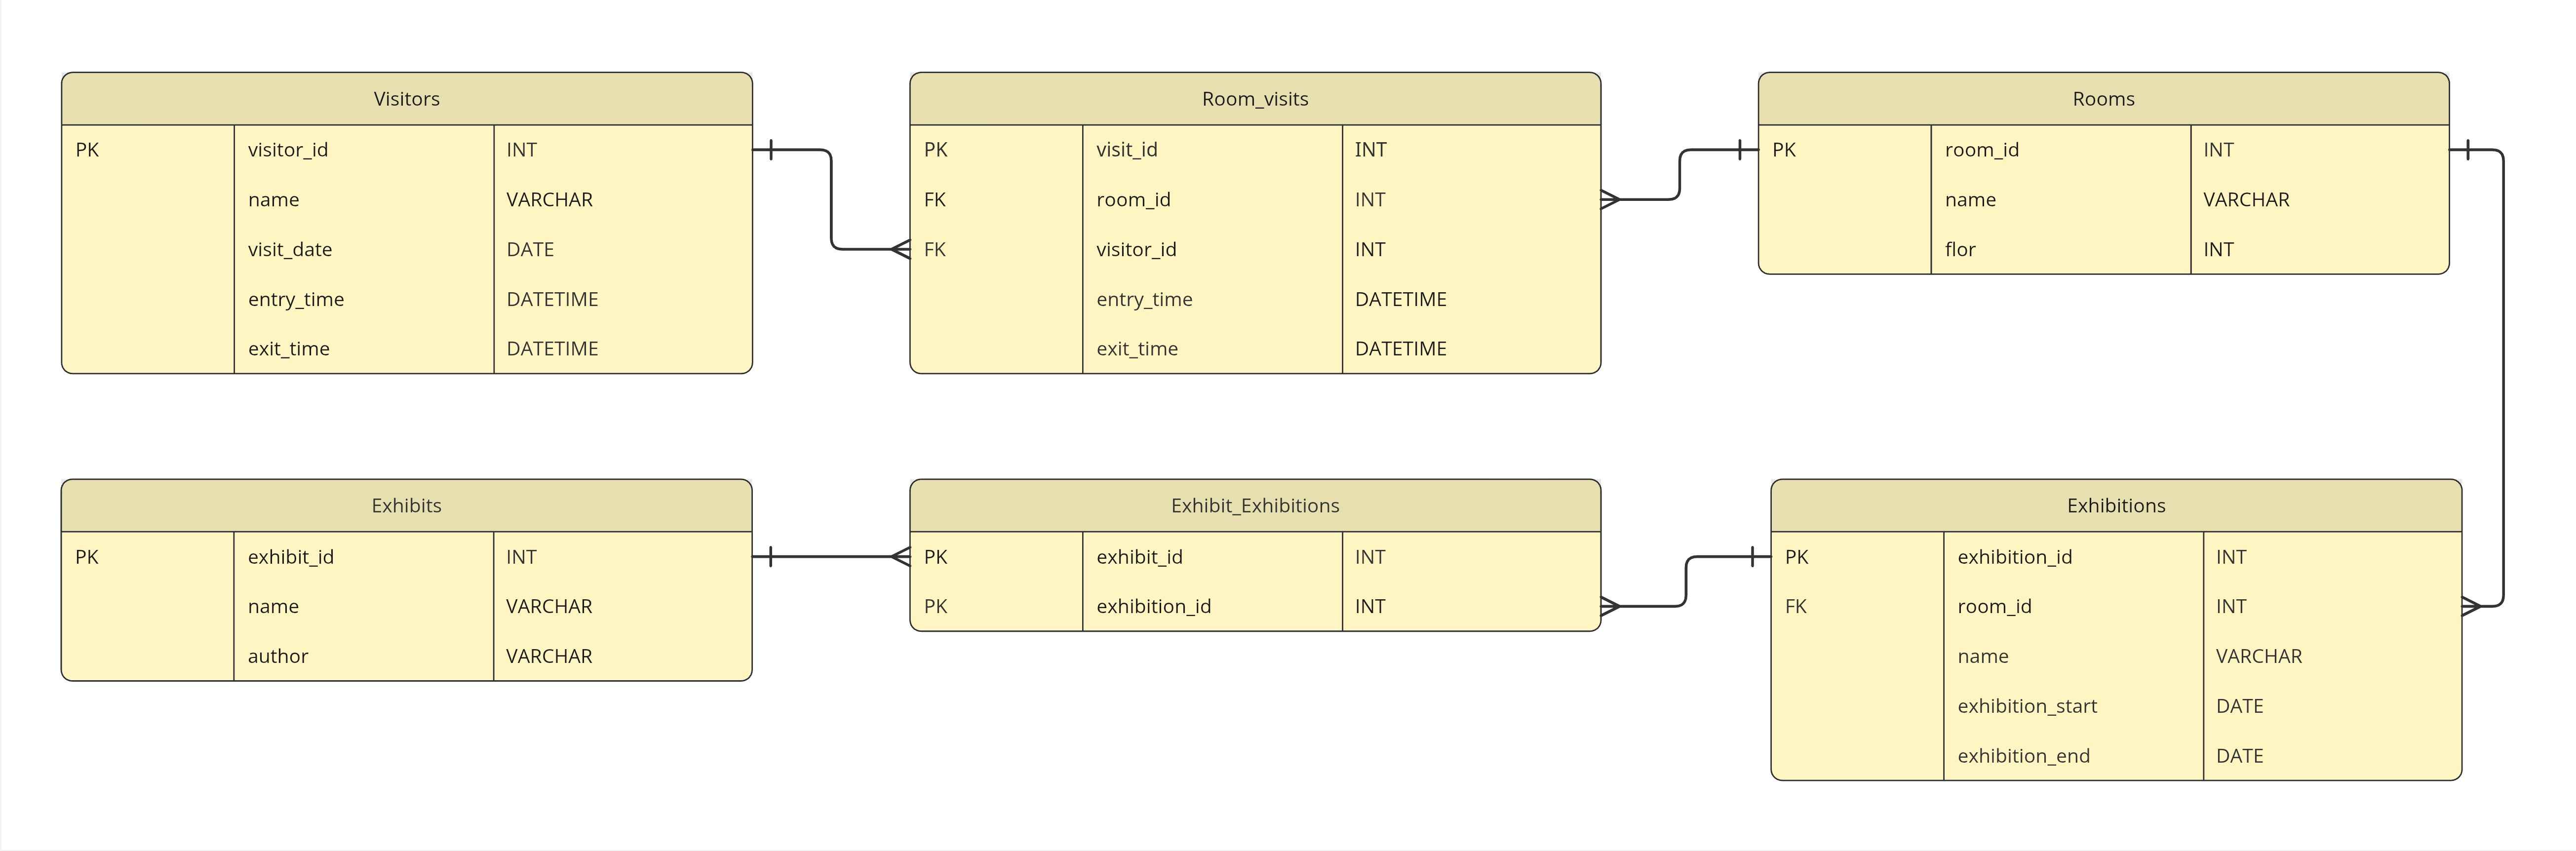 Visitors
PK visitor_id INT
name VARCHAR
visit_date DATE
entry_time DATETIME
exit_time DATETIME
Room_visits
PK visit_id INT
FK room_id INT
FK visitor_id INT
entry_time DATETIME
exit_time DATETIME
Rooms
PK room_id INT
name VARCHAR
flor INT
Exhibits
PK exhibit_id INT
name VARCHAR
author VARCHAR
Exhibit_Exhibitions
PK exhibit_id INT
PK exhibition_id INT
Exhibitions
PK exhibition_id INT
FK room_id INT
name VARCHAR
exhibition_start DATE
exhibition_end DATE